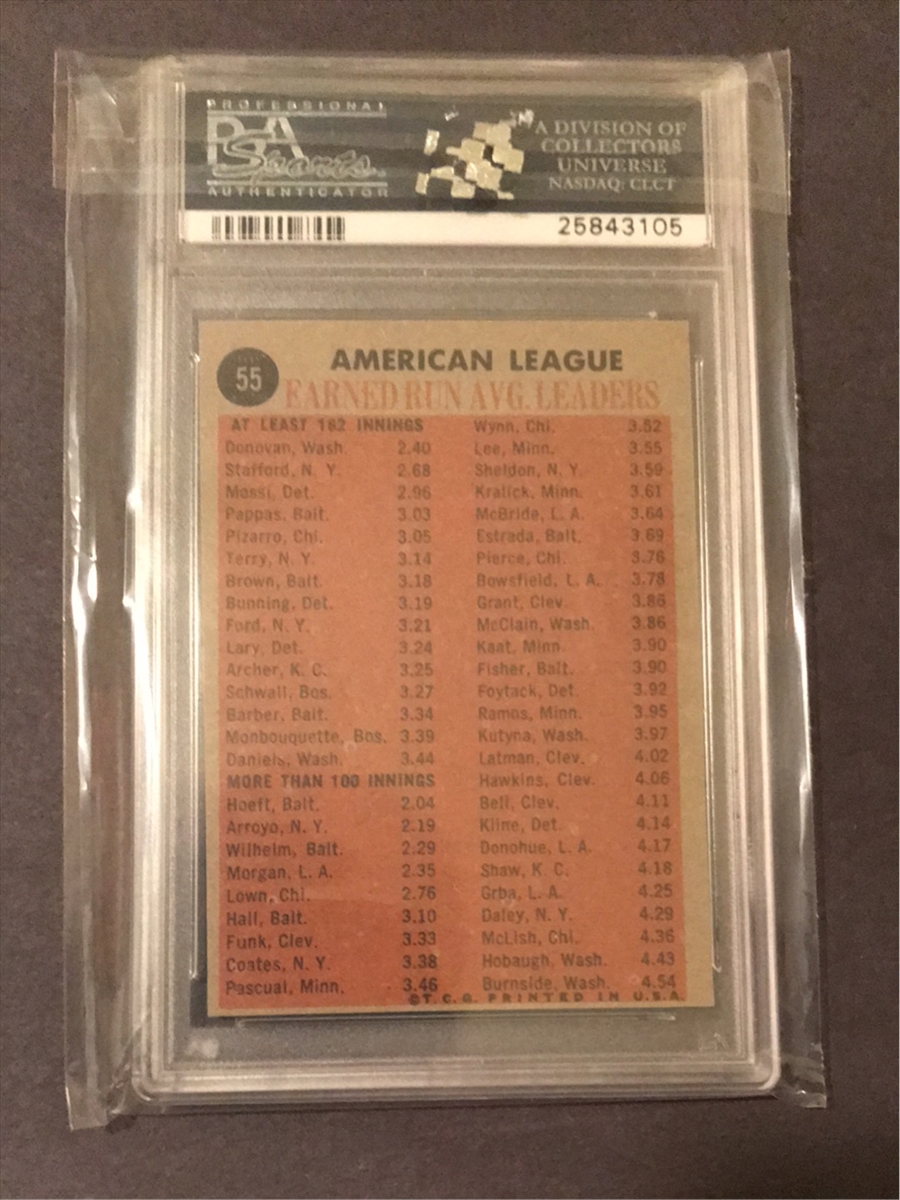 PROFESSIONAL
PSA
Sports
AUTHENTICATOR
A DIVISION OF
COLLECTORS
UNIVERSE
NASDAQ: CLCT
25843105
55
AMERICAN LEAGUE
EARNED RUN AVG. LEADERS
AT LEAST 162 INNINGS
Donovan, Wash. 2.40
Stafford, N. Y. 2.68
Mossi, Det. 2.96
Pappas, Balt. 3.03
Pizarro, Chi. 3.05
Terry, N. Y. 3.14
Brown, Balt. 3.18
Bunning, Det. 3.19
Ford, N. Y. 3.21
Lary, Det. 3.24
Archer, K. C. 3.25
Schwall, Bos. 3.27
Barber, Balt. 3.34
Monbouquette, Bos. 3.39
Daniels, Wash. 3.44
MORE THAN 100 INNINGS
Hoeft, Balt. 2.04
Arroyo, N. Y. 2.19
Wilhelm, Balt. 2.29
Morgan, L. A. 2.35
Lown, Chi. 2.76
Hall, Balt. 3.10
Funk, Clev. 3.33
Coates, N. Y. 3.38
Pascual, Minn. 3.46
Wynn, Chi. 3.52
Lee, Minn. 3.55
Sheldon, N. Y. 3.59
Kralick, Minn. 3.61
McBride, L. A. 3.64
Estrada, Balt. 3.69
Pierce, Chi. 3.76
Bowsfield, L. A. 3.78
Grant, Clev. 3.86
McClain, Wash. 3.86
Kaat, Minn. 3.90
Fisher, Balt. 3.90
Foytack, Det. 3.92
Ramos, Minn. 3.95
Kutyna, Wash. 3.97
Latman, Clev. 4.02
Hawkins, Clev. 4.06
Bell, Clev. 4.11
Kline, Det. 4.14
Donohue, L. A. 4.17
Shaw, K. C. 4.18
Grba, L. A. 4.25
Daley, N. Y. 4.29
McLish, Chi. 4.36
Hobaugh, Wash. 4.43
Burnside, Wash. 4.54
©T. C. G. PRINTED IN U.S.A.